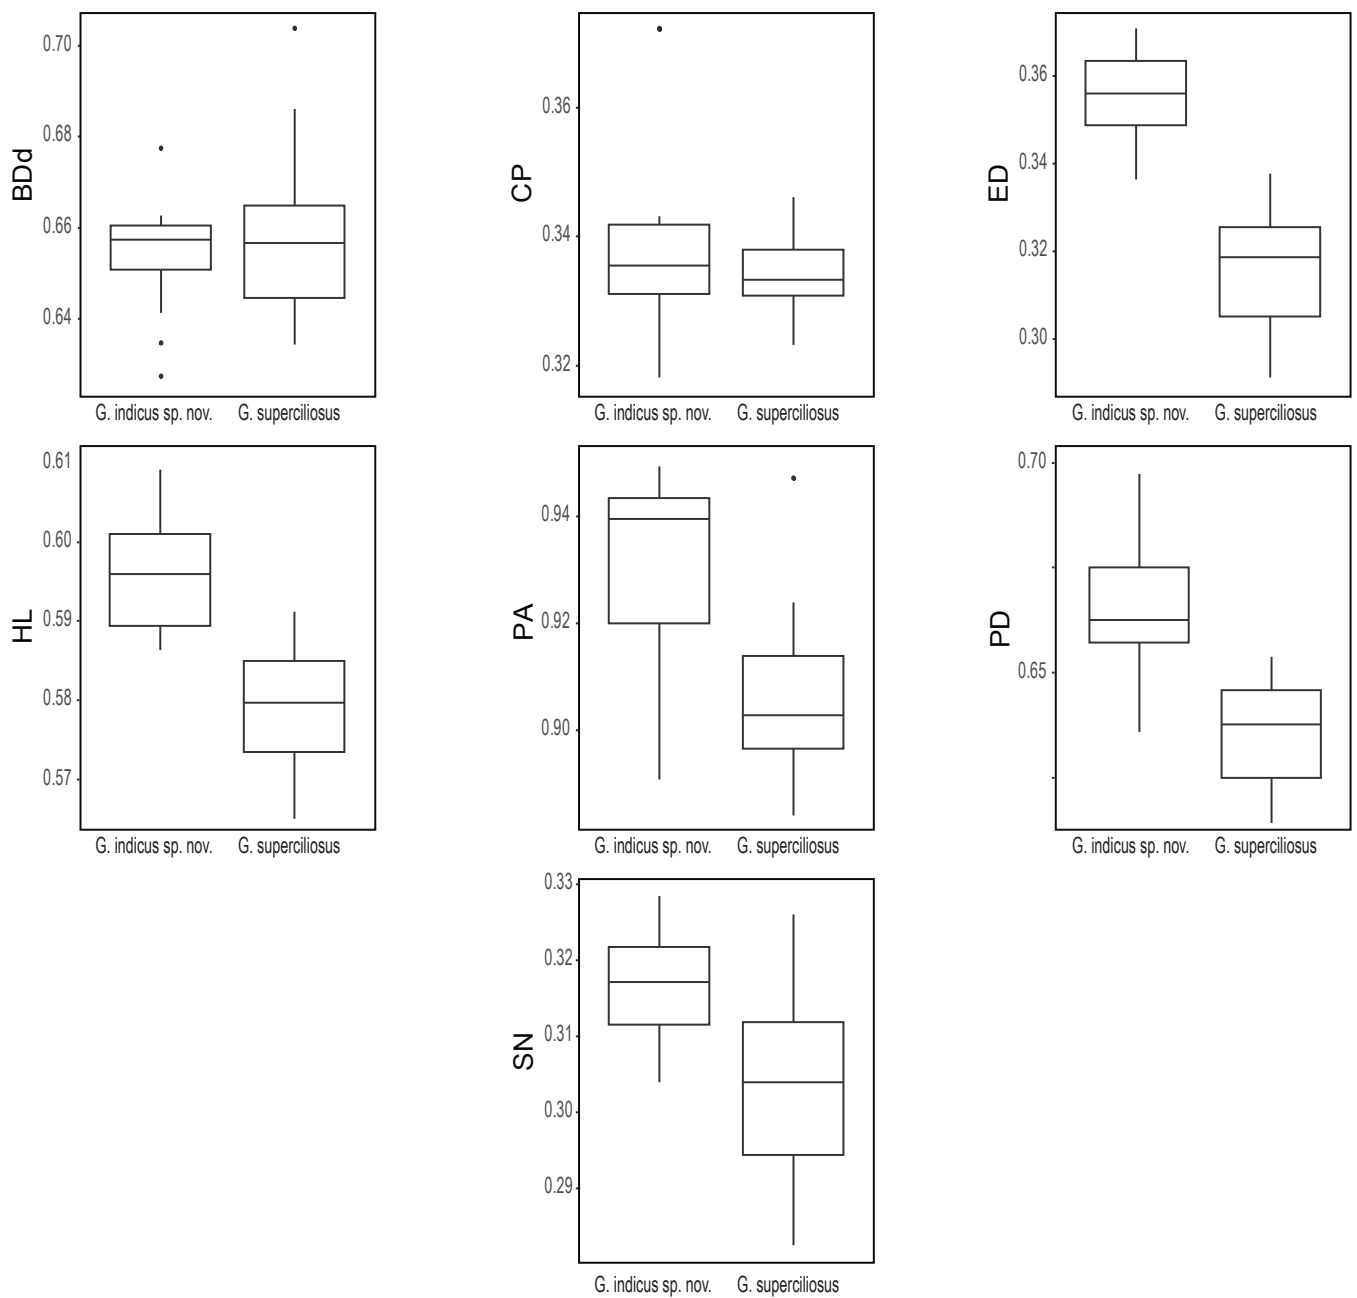 BDd
0.70
0.68
0.66
0.64
G. indicus sp. nov. G. superciliosus
CP
0.36
0.34
0.32
G. indicus sp. nov. G. superciliosus
ED
0.36
0.34
0.32
0.30
G. indicus sp. nov. G. superciliosus
HL
0.61
0.60
0.59
0.58
0.57
G. indicus sp. nov. G. superciliosus
PA
0.94
0.92
0.90
G. indicus sp. nov. G. superciliosus
PD
0.70
0.65
G. indicus sp. nov. G. superciliosus
SN
0.33
0.32
0.31
0.30
0.29
G. indicus sp. nov. G. superciliosus